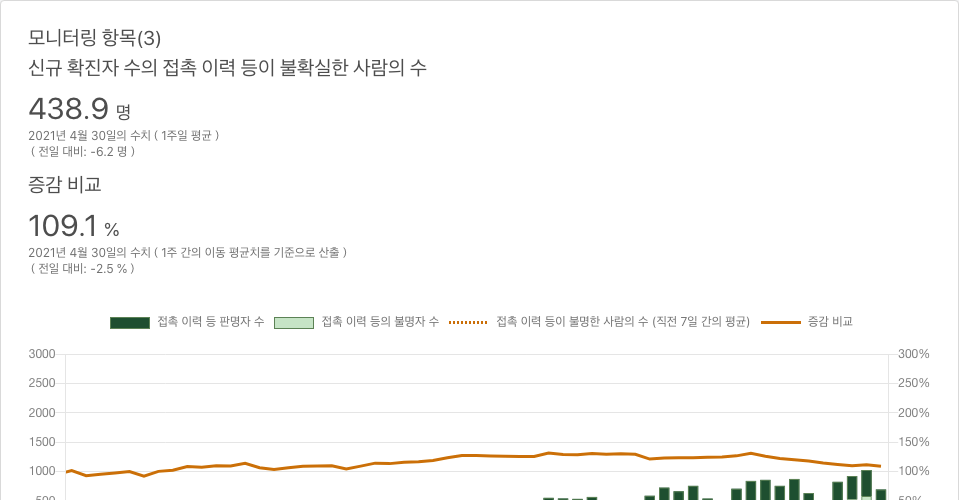 모니터링 항목(3)
신규 확진자 수의 접촉 이력 등이 불확실한 사람의 수
438.9 명
2021년 4월 30일의 수치 ( 1주일 평균 )
( 전일 대비: -6.2 명 )
증감 비교
109.1 %
2021년 4월 30일의 수치 ( 1주 간의 이동 평균치를 기준으로 산출 )
( 전일 대비: -2.5 % )
접촉 이력 등 판명자 수 접촉 이력 등의 불명자 수 접촉 이력 등이 불명한 사람의 수 (직전 7일 간의 평균) 증감 비교
3000 300%
2500 250%
2000 200%
1500 150%
1000 100%
500 50%